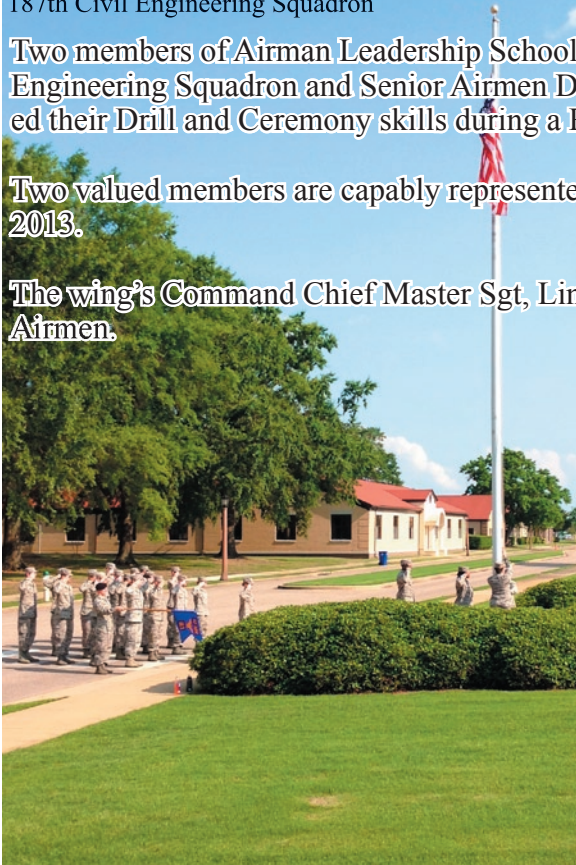 187th Civil Engineering Squadron
Two members of Airman Leadership School
Engineering Squadron and Senior Airmen D
ed their Drill and Ceremony skills during a
Two valued members are capably represente
2013.
The wing's Command Chief Master Sgt, Lin
Airmen.